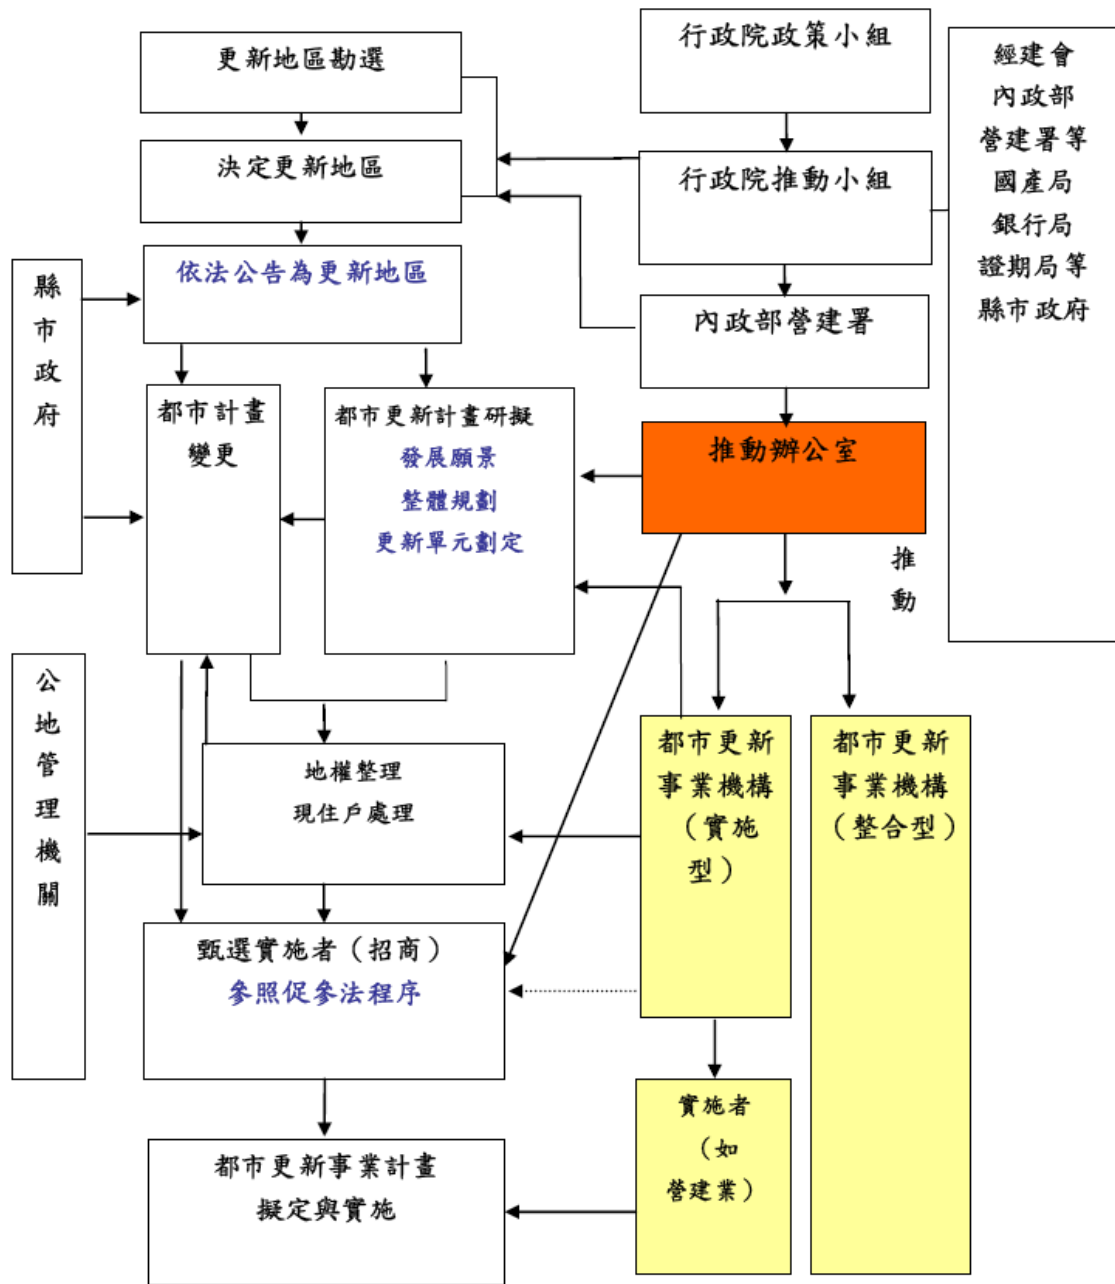 更新地區勘選
決定更新地區
依法公告為更新地區
縣
市
政
府
都市計畫
變更
都市更新計畫研擬
發展願景
整體規劃
更新單元劃定
公
地
管
理
機
關
地權整理
現住戶處理
甄選實施者（招商）
參照促參法程序
都市更新事業計畫
擬定與實施
行政院政策小組
行政院推動小組
內政部營建署
推動辦公室
推
動
都市更新
事業機構
（實施
型）
都市更新
事業機構
（整合型）
實施者
（如
營建業）
經建會
內政部
營建署等
國產局
銀行局
證期局等
縣市政府